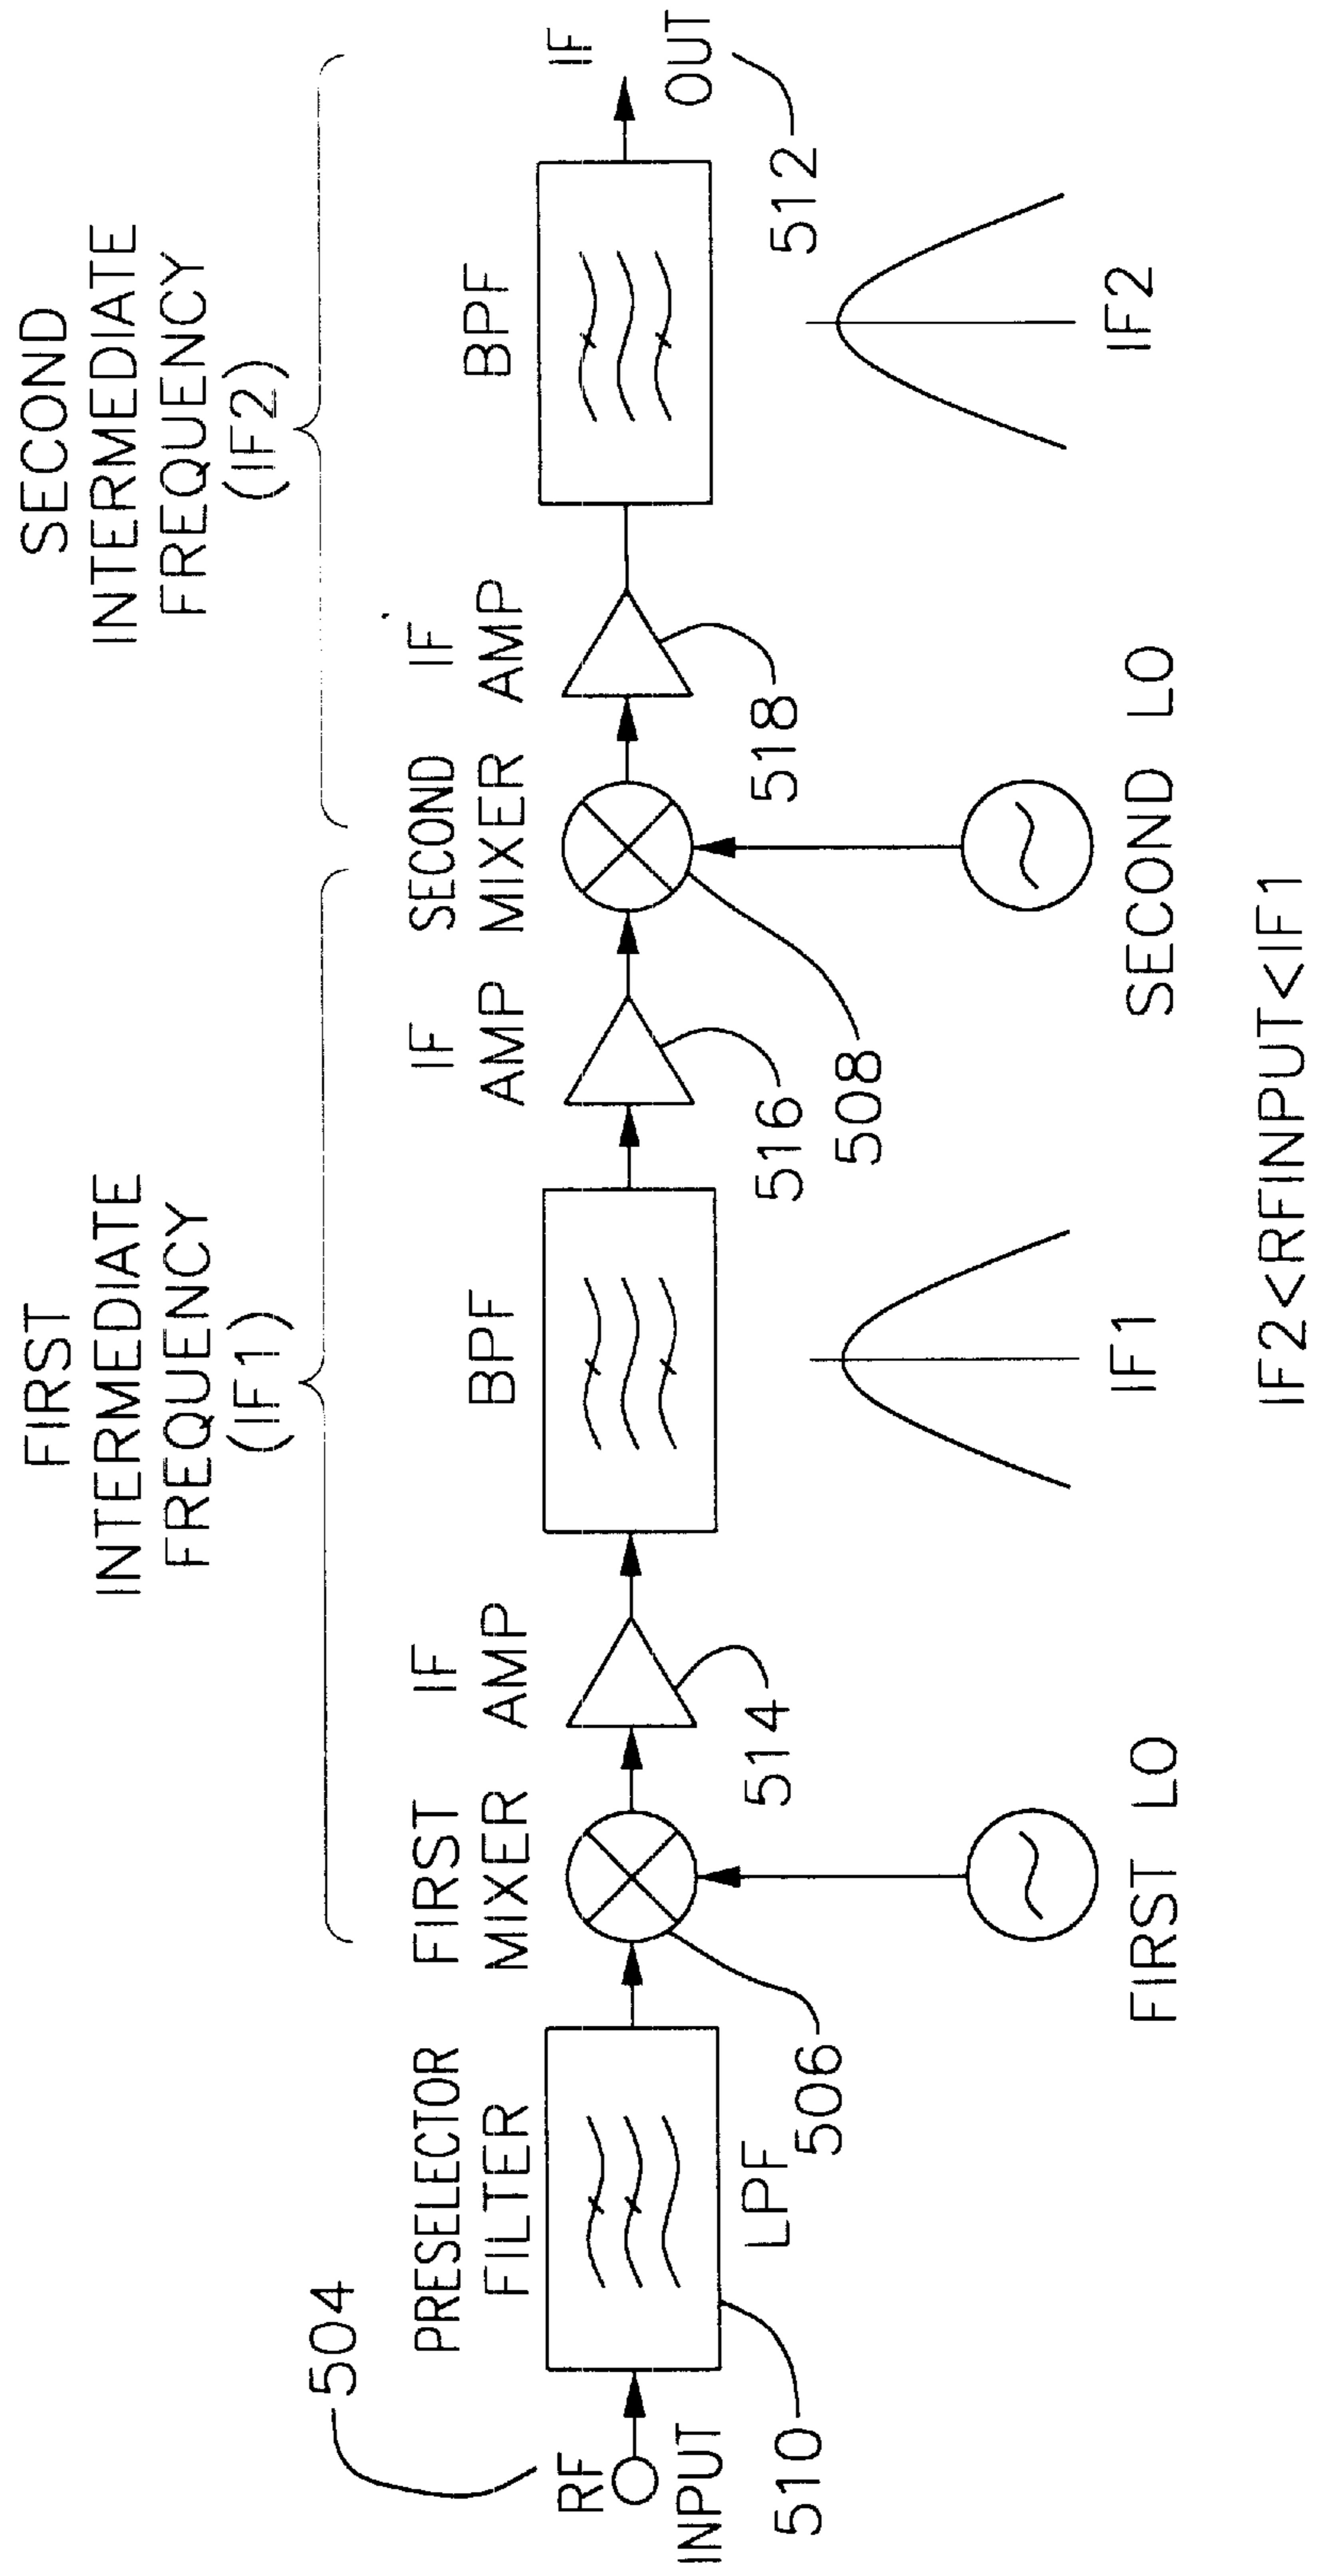 FIRST
INTERMEDIATE
FREQUENCY
(IF1)
SECOND
INTERMEDIATE
FREQUENCY
(IF2)
504
PRESELECTOR
FILTER
FIRST
MIXER
IF
AMP
BPF
IF
AMP
SECOND
MIXER
IF
AMP
BPF
RF
INPUT
IF
OUT
510
LPF
506
514
516
508
518
512
FIRST LO
IF1
SECOND LO
IF2
IF2<RFINPUT<IF1